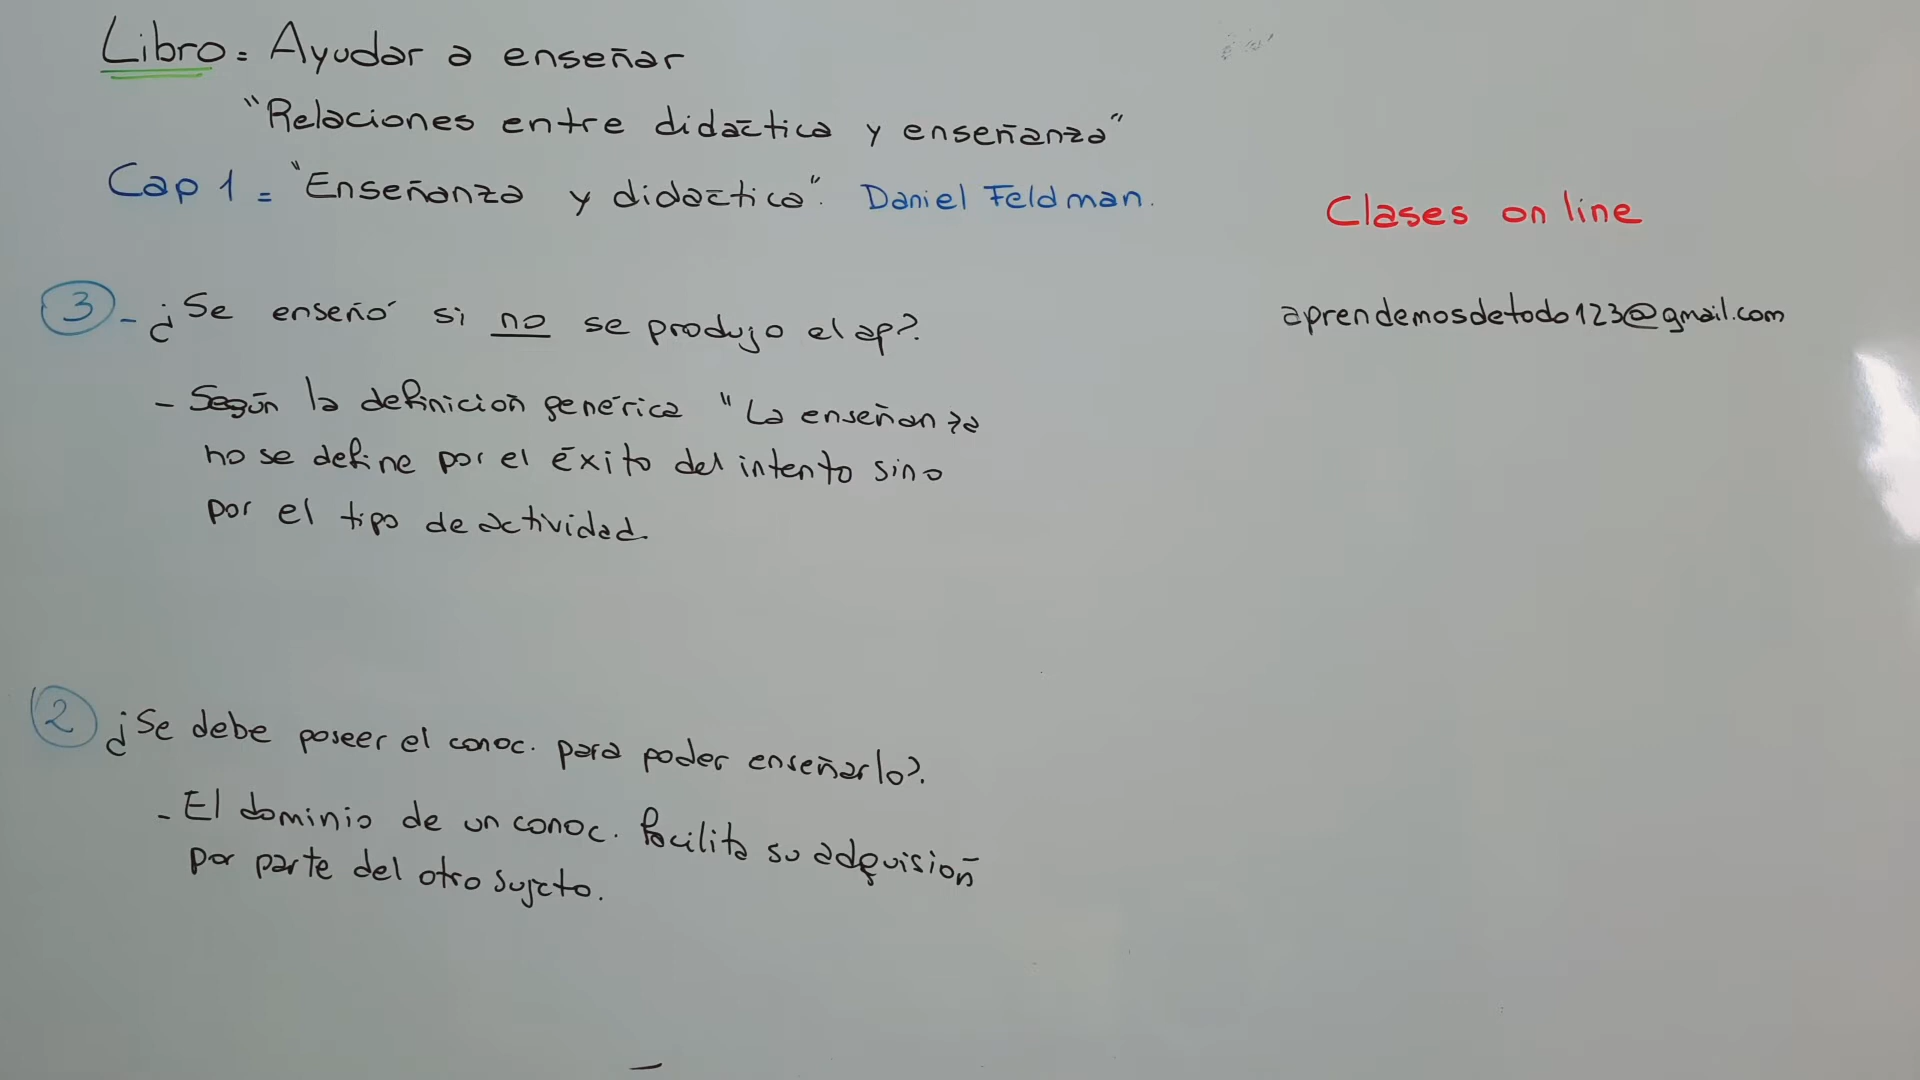 Libro = Ayudar a enseñar
"Relaciones entre didáctica y enseñanza"
Cap 1 = "Enseñanza y didáctica". Daniel Feldman.
Clases on line
aprendemosdetodo123@gmail.com
3 - ¿Se enseñó si no se produjo el ap?.
- Según la definición genérica "La enseñanza
no se define por el éxito del intento sino
por el tipo de actividad.
2 ¿Se debe poseer el conoc. para poder enseñarlo?.
- El dominio de un conoc. facilita su adquisión
por parte del otro sujeto.